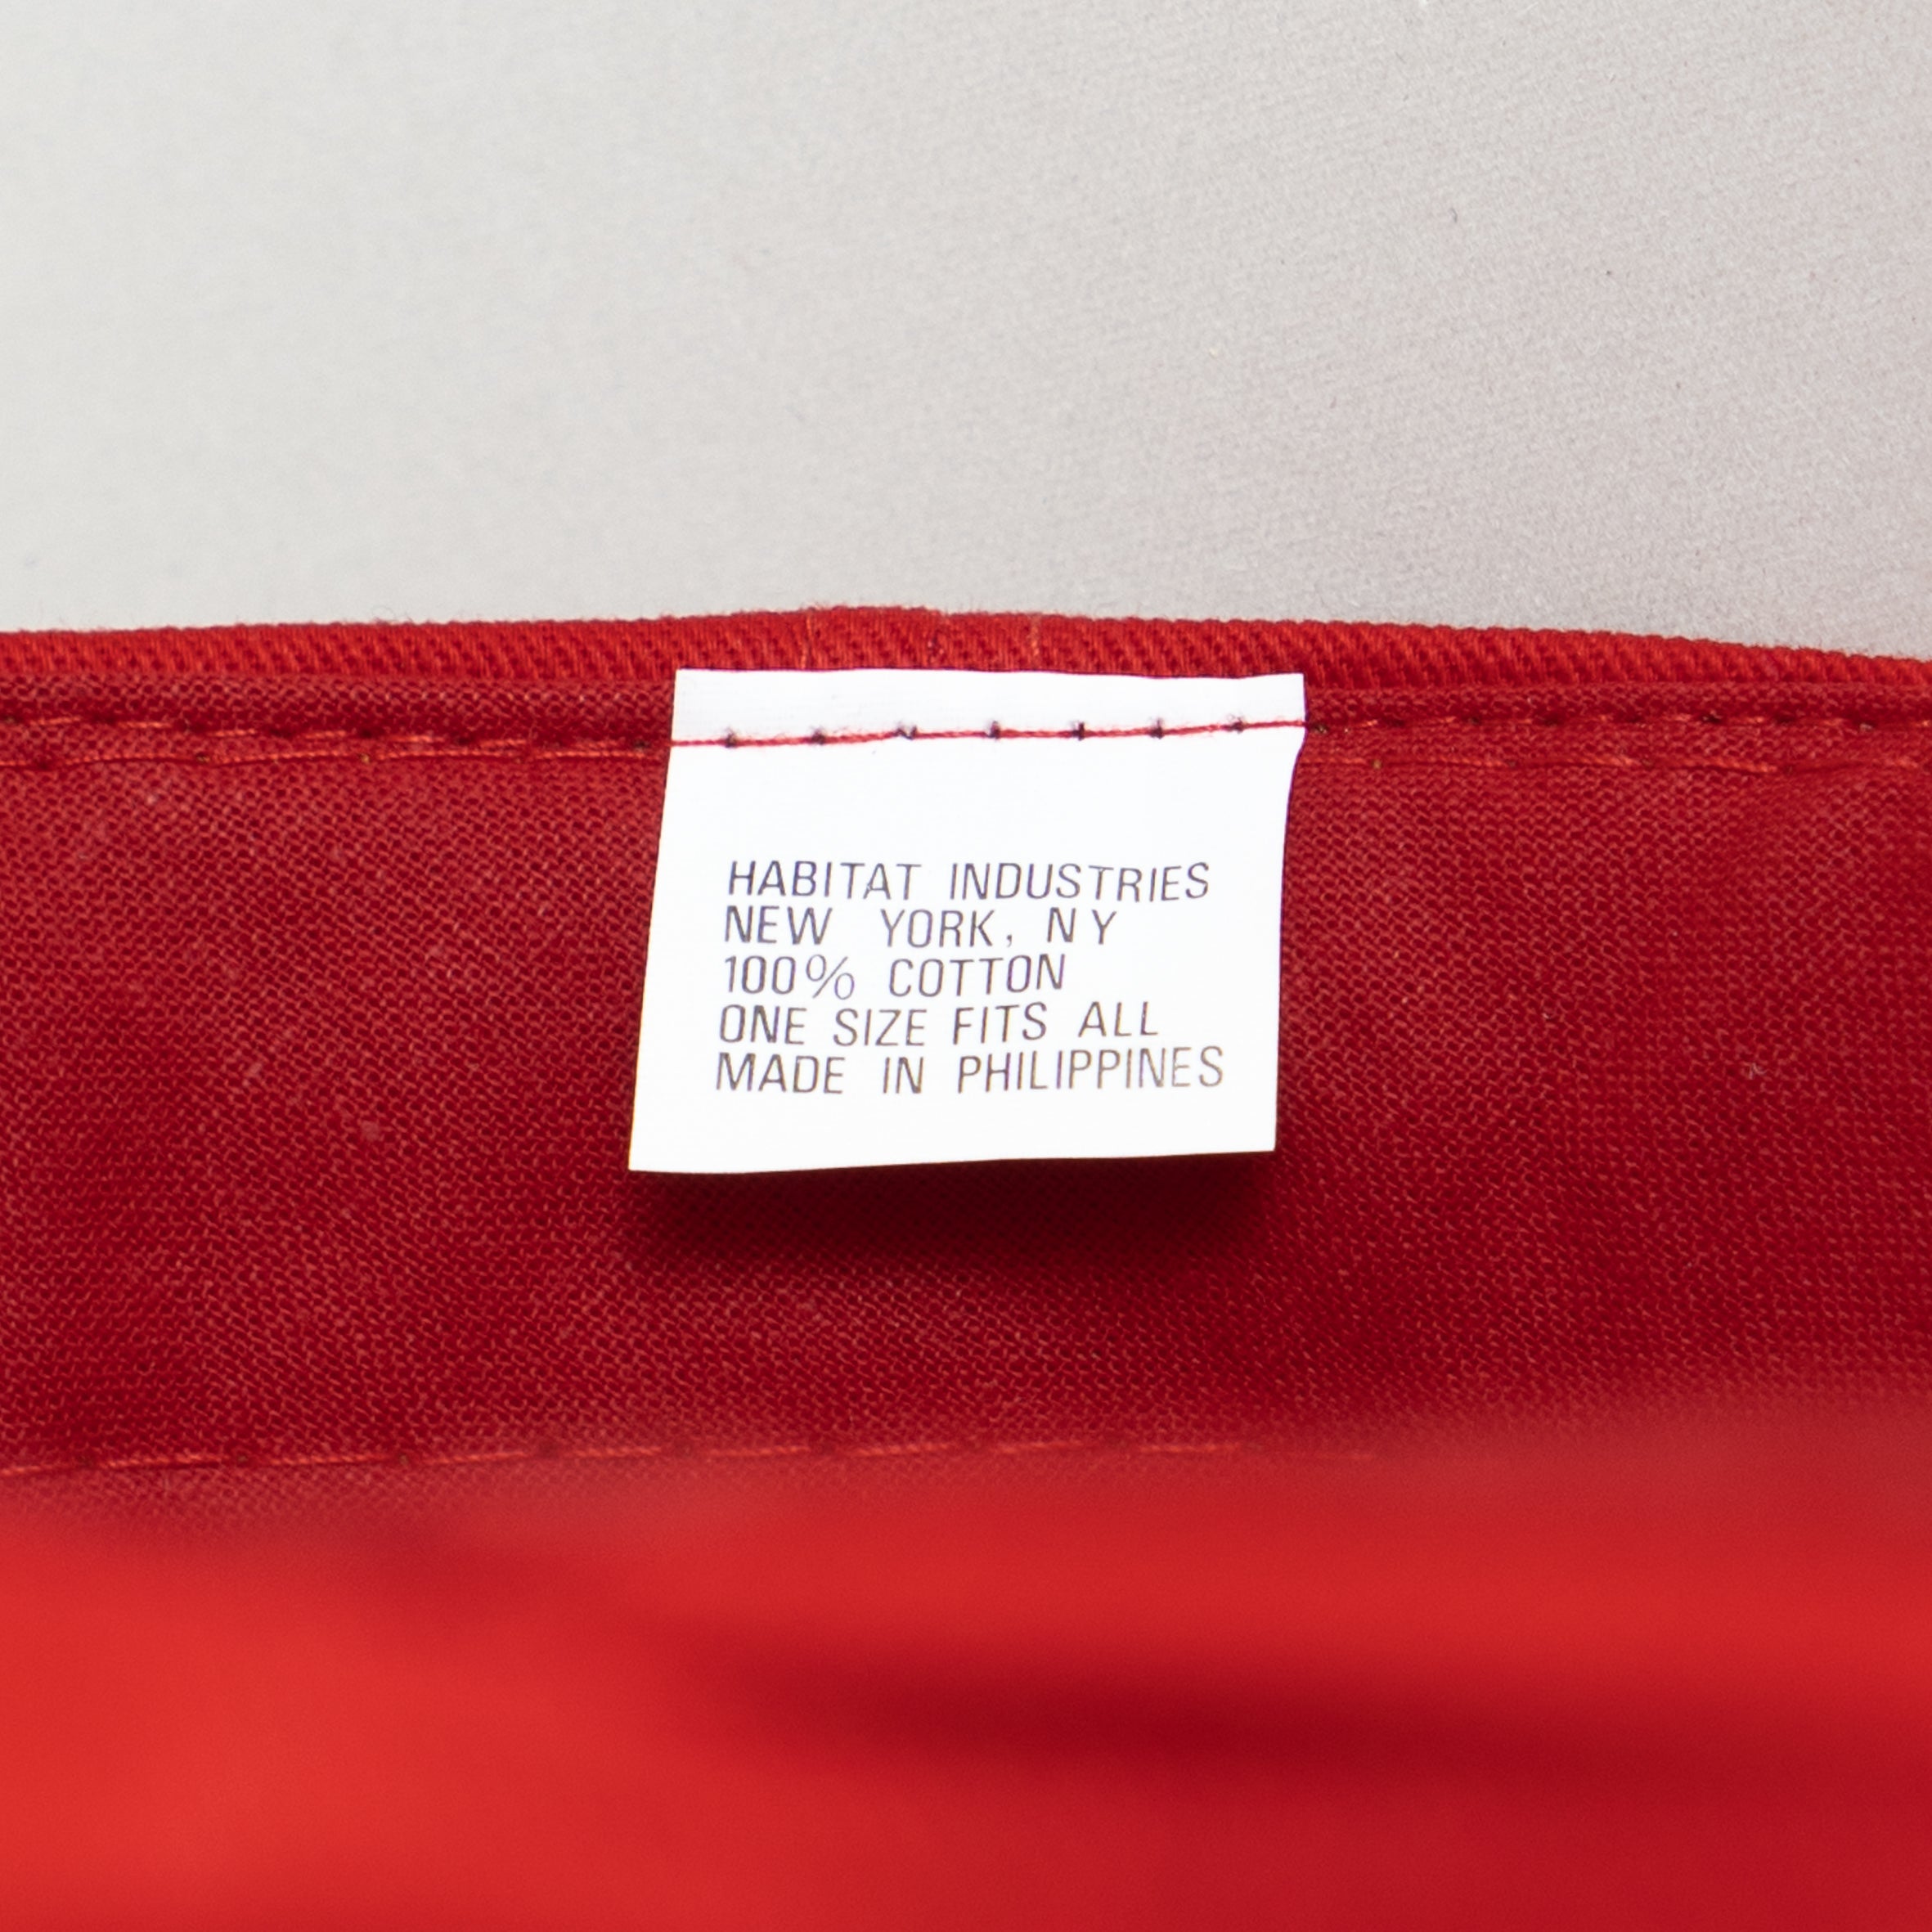 HABITAT INDUSTRIES
NEW YORK, NY
100% COTTON
ONE SIZE FITS ALL
MADE IN PHILIPPINES